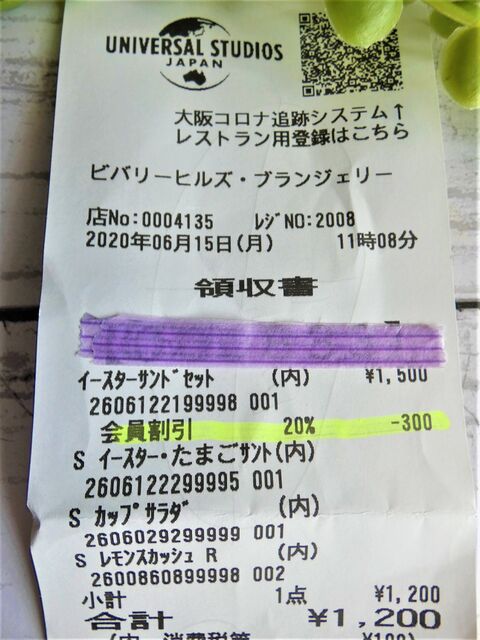 UNIVERSAL STUDIOS
JAPAN
大阪コロナ追跡システム↑
レストラン用登録はこちら
ビバリーヒルズ・ブランジェリー
店No:0004135 ﾚｼﾞNO:2008
2020年06月15日(月) 11時08分
領収書
ｲｰｽﾀｰｻﾝﾄﾞｾｯﾄ (内) ¥1,500
2606122199998 001
会員割引 20% -300
S ｲｰｽﾀｰ・たまごｻﾝﾄﾞ(内)
2606122299995 001
S ｶｯﾌﾟｻﾗﾀﾞ (内)
2606029299999 001
S ﾚﾓﾝｽｶｯｼｭ R (内)
2600860899998 002
小計 1点 ¥1,200
合計 ¥1,200
(内 消費税等